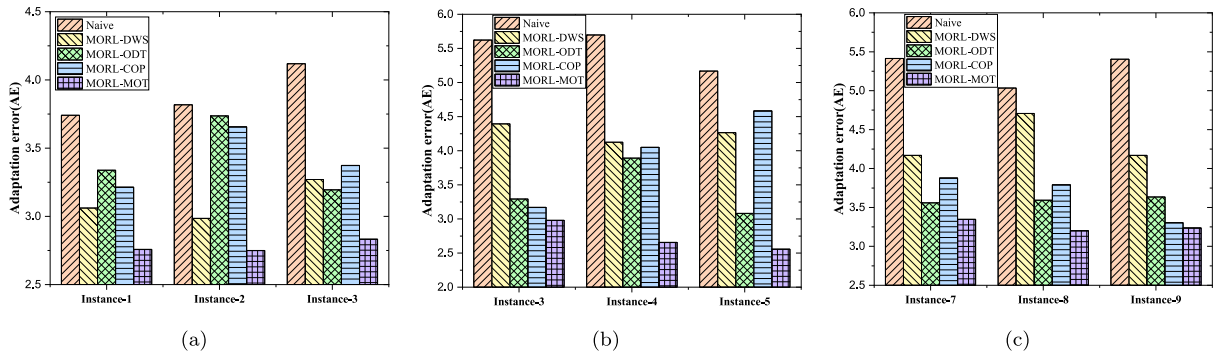 4.5
4.0
3.5
3.0
2.5
Adaptation error(AE)
Naive
MORL-DWS
MORL-ODT
MORL-COP
MORL-MOT
Instance-1 Instance-2 Instance-3
(a)
6.0
5.5
5.0
4.5
4.0
3.5
3.0
2.5
2.0
Adaptation error(AE)
Naive
MORL-DWS
MORL-ODT
MORL-COP
MORL-MOT
Instance-3 Instance-4 Instance-5
(b)
6.0
5.5
5.0
4.5
4.0
3.5
3.0
2.5
Adaptation error(AE)
Naive
MORL-DWS
MORL-ODT
MORL-COP
MORL-MOT
Instance-7 Instance-8 Instance-9
(c)